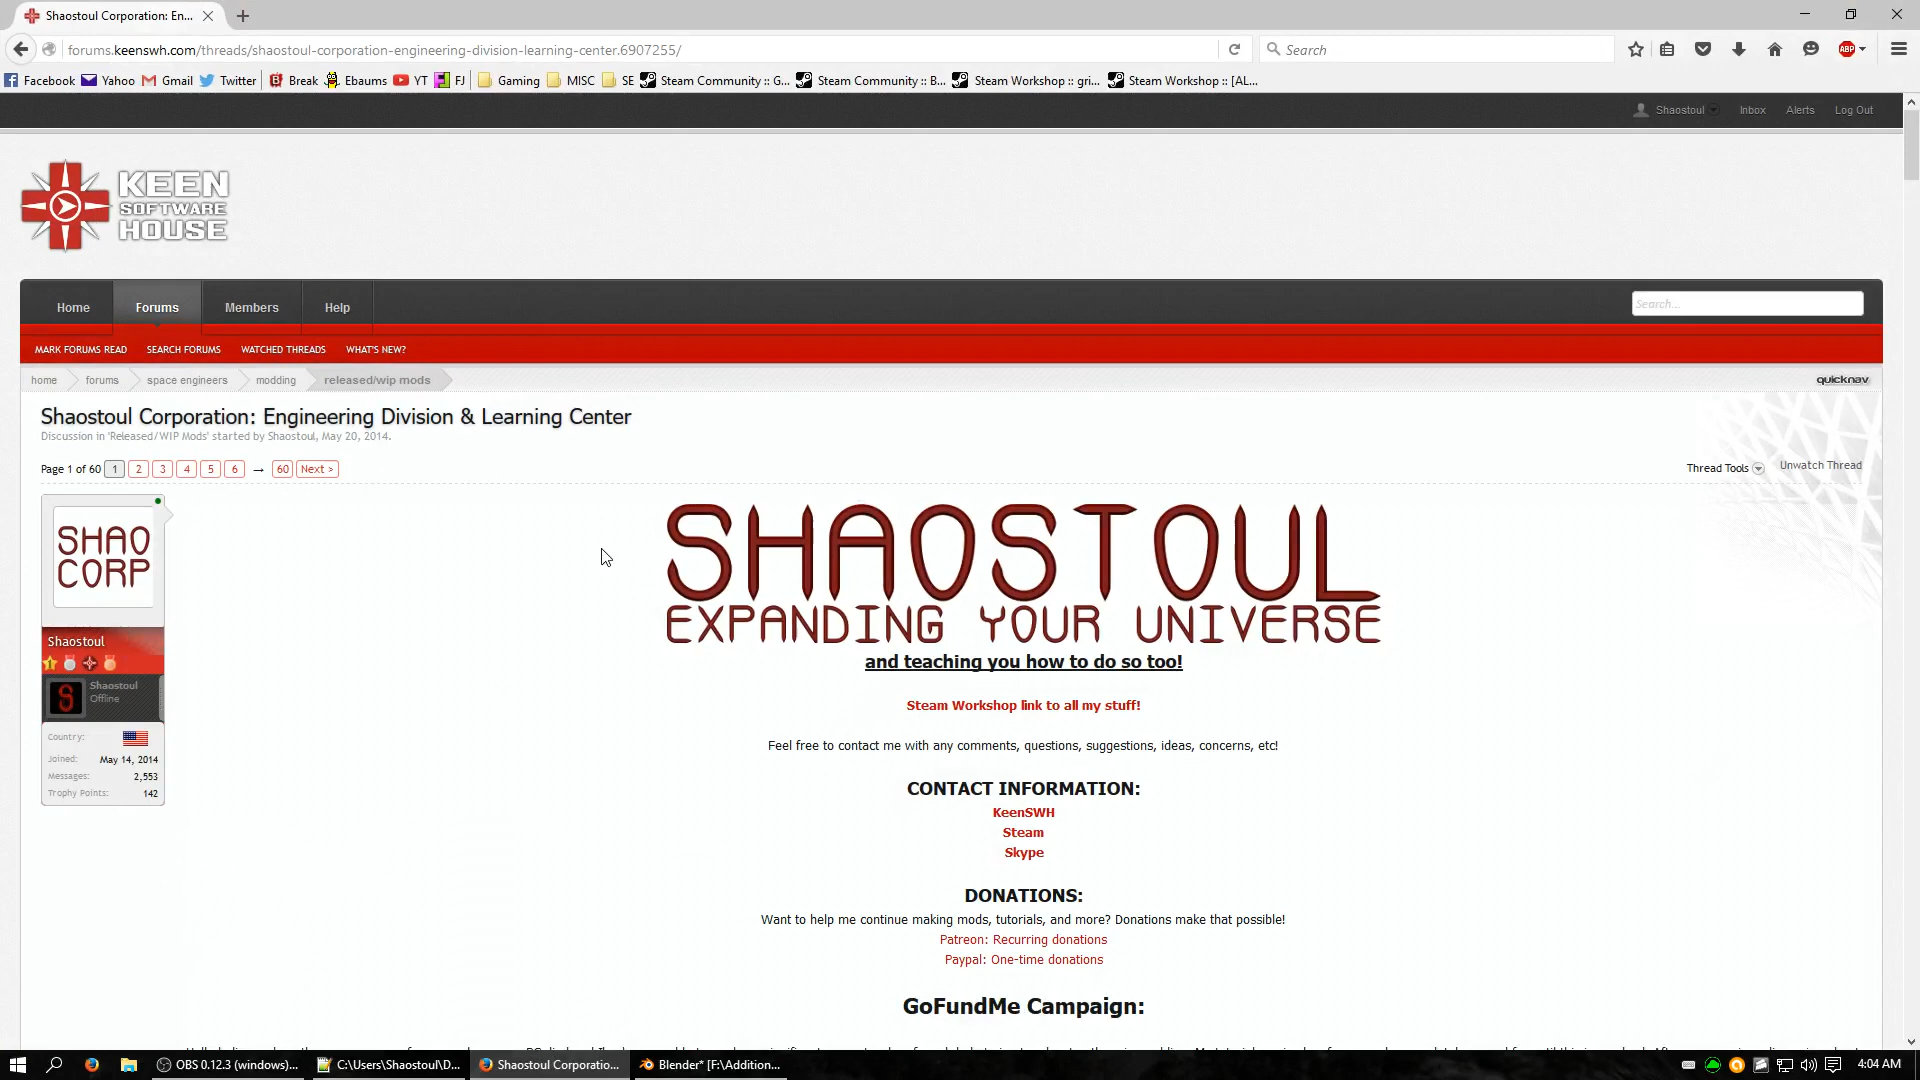 Shaostoul Corporation: En...
forums.keenswh.com/threads/shaostoul-corporation-engineering-division-learning-center.6907255/
Search
ABP
Facebook Yahoo Gmail Twitter Break Ebaums YT FJ Gaming MISC SE Steam Community :: G... Steam Community :: B... Steam Workshop :: gri... Steam Workshop :: [AL...
Shaostoul Inbox Alerts Log Out
KEEN
SOFTWARE
HOUSE
Home Forums Members Help
Search...
MARK FORUMS READ SEARCH FORUMS WATCHED THREADS WHAT'S NEW?
home forums space engineers modding released/wip mods quicknav
Shaostoul Corporation: Engineering Division & Learning Center
Discussion in 'Released/WIP Mods' started by Shaostoul, May 20, 2014.
Page 1 of 60 1 2 3 4 5 6 → 60 Next >
Thread Tools Unwatch Thread
SHAO
CORP
Shaostoul
Shaostoul
Offline
Country:
Joined: May 14, 2014
Messages: 2,553
Trophy Points: 142
SHAOSTOUL
EXPANDING YOUR UNIVERSE
and teaching you how to do so too!
Steam Workshop link to all my stuff!
Feel free to contact me with any comments, questions, suggestions, ideas, concerns, etc!
CONTACT INFORMATION:
KeenSWH
Steam
Skype
DONATIONS:
Want to help me continue making mods, tutorials, and more? Donations make that possible!
Patreon: Recurring donations
Paypal: One-time donations
GoFundMe Campaign:
OBS 0.12.3 (windows)... C:\Users\Shaostoul\D... Shaostoul Corporatio... Blender* [F:\Addition... 4:04 AM